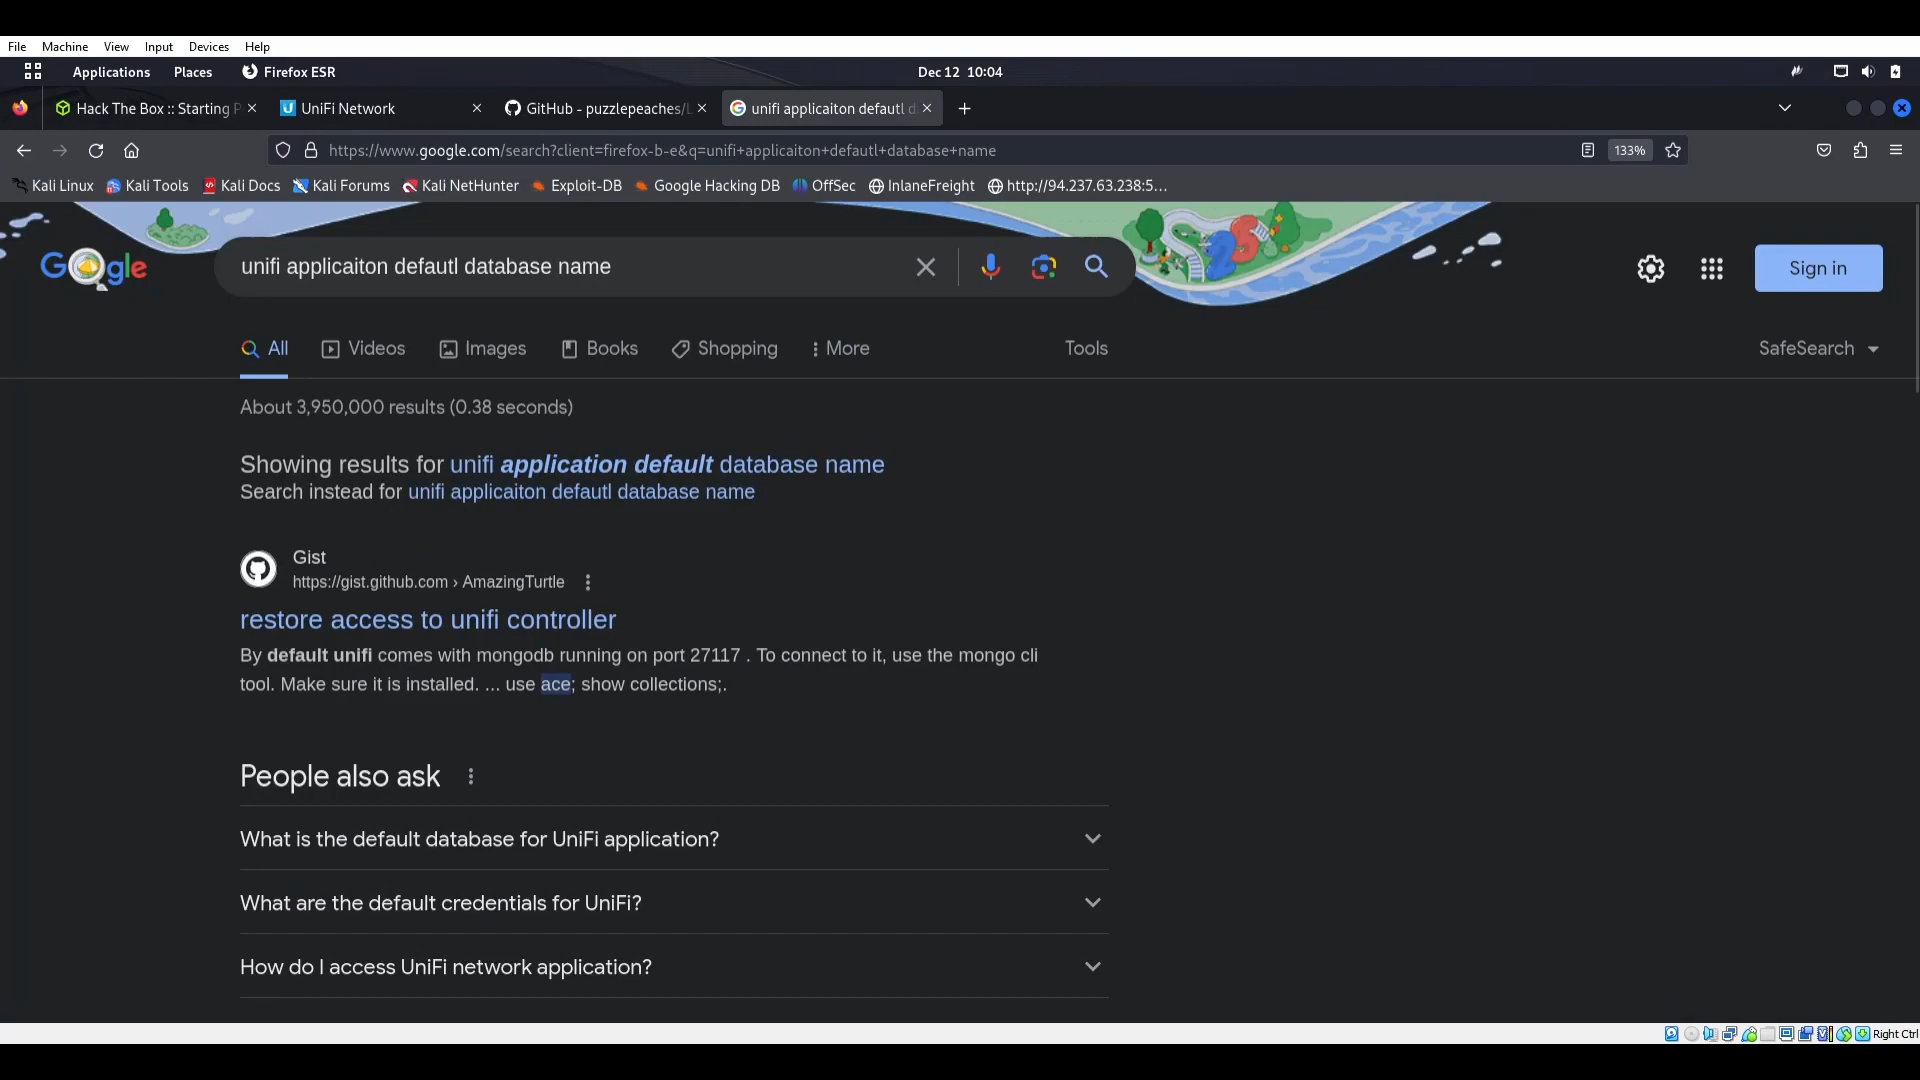 File Machine View Input Devices Help
Applications Places Firefox ESR Dec 12 10:04
Hack The Box :: Starting P UniFi Network GitHub - puzzlepeaches/L unifi applicaiton defautl d
https://www.google.com/search?client=firefox-b-e&q=unifi+applicaiton+defautl+database+name 133%
Kali Linux Kali Tools Kali Docs Kali Forums Kali NetHunter Exploit-DB Google Hacking DB OffSec InlaneFreight http://94.237.63.238:5…
Google unifi applicaiton defautl database name 25 Sign in
All Videos Images Books Shopping More Tools SafeSearch
About 3,950,000 results (0.38 seconds)
Showing results for unifi application default database name
Search instead for unifi applicaiton defautl database name
Gist
https://gist.github.com › AmazingTurtle
restore access to unifi controller
By default unifi comes with mongodb running on port 27117 . To connect to it, use the mongo cli
tool. Make sure it is installed. ... use ace; show collections;.
People also ask
What is the default database for UniFi application?
What are the default credentials for UniFi?
How do I access UniFi network application?
Right Ctrl